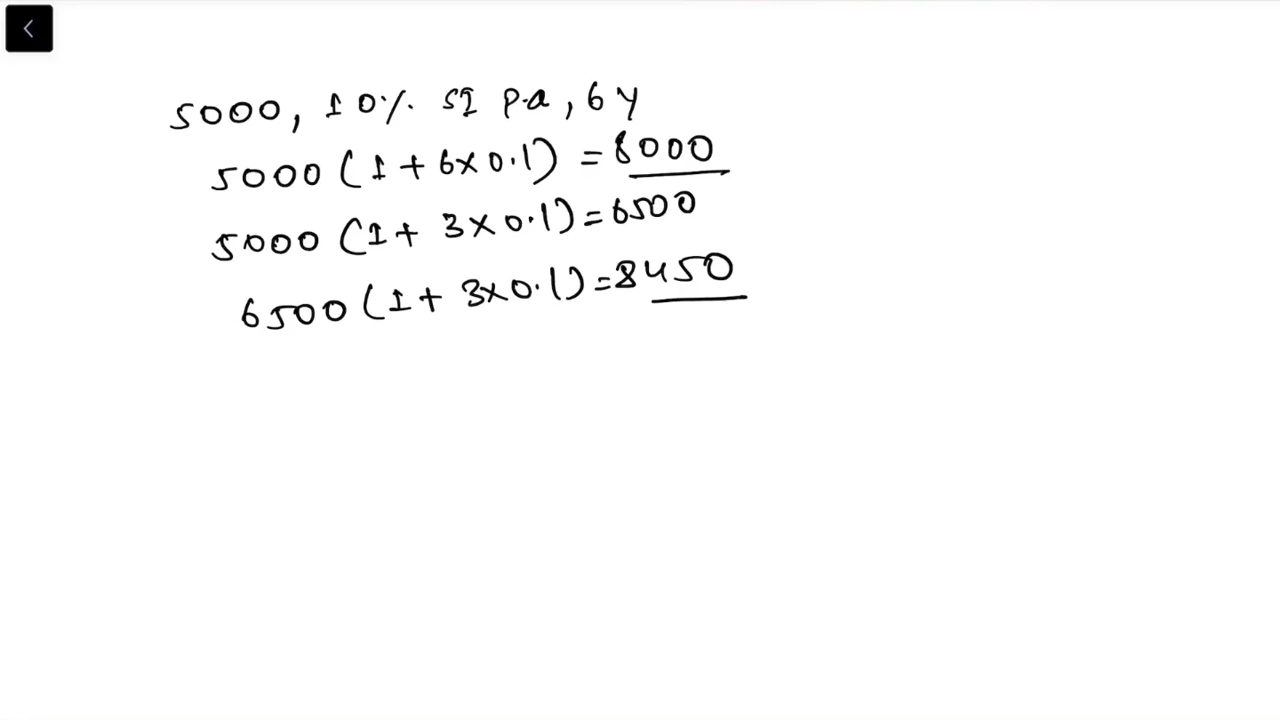 5000, 10% SI p.a, 6 y
5000 (1 + 6 × 0.1) = 8000
5000 (1 + 3 × 0.1) = 6500
6500 (1 + 3 × 0.1) = 8450